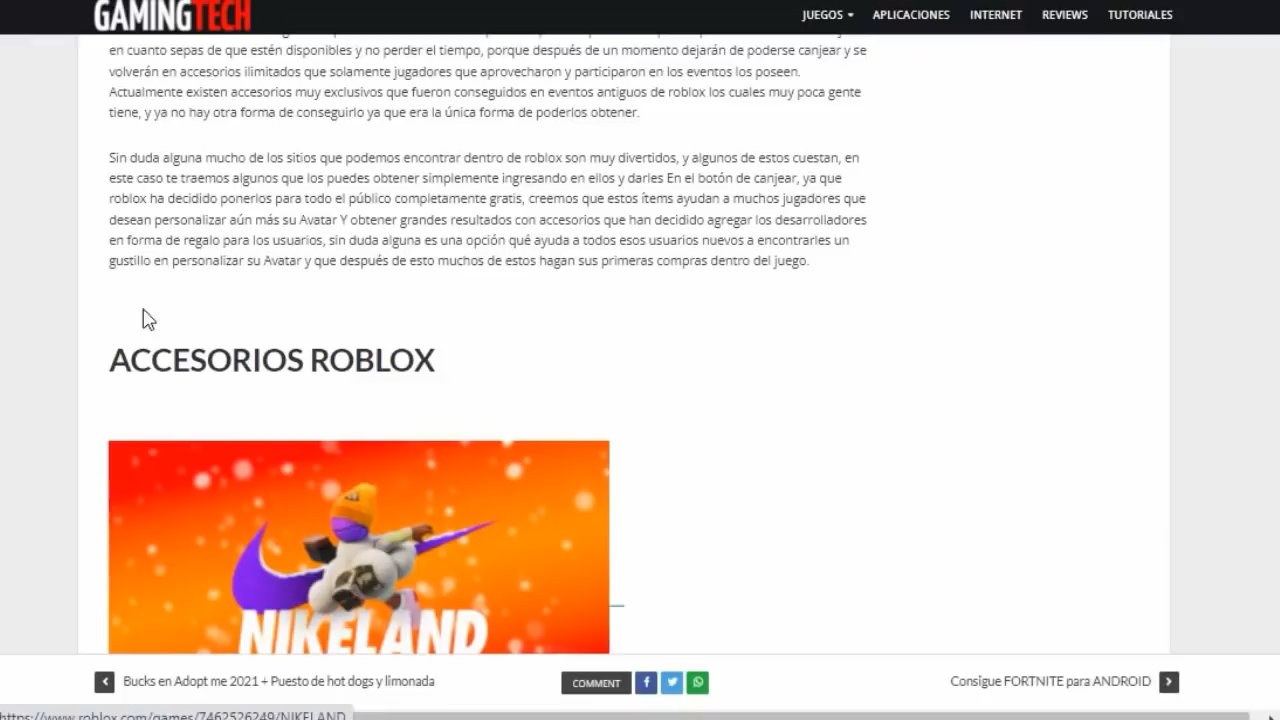 GAMINGTECH
JUEGOS APLICACIONES INTERNET REVIEWS TUTORIALES
en cuanto sepas de que estén disponibles y no perder el tiempo, porque después de un momento dejarán de poderse canjear y se
volverán en accesorios ilimitados que solamente jugadores que aprovecharon y participaron en los eventos los poseen.
Actualmente existen accesorios muy exclusivos que fueron conseguidos en eventos antiguos de roblox los cuales muy poca gente
tiene, y ya no hay otra forma de conseguirlo ya que era la única forma de poderlos obtener.
Sin duda alguna mucho de los sitios que podemos encontrar dentro de roblox son muy divertidos, y algunos de estos cuestan, en
este caso te traemos algunos que los puedes obtener simplemente ingresando en ellos y darles En el botón de canjear, ya que
roblox ha decidido ponerlos para todo el público completamente gratis, creemos que estos ítems ayudan a muchos jugadores que
desean personalizar aún más su Avatar Y obtener grandes resultados con accesorios que han decidido agregar los desarrolladores
en forma de regalo para los usuarios, sin duda alguna es una opción qué ayuda a todos esos usuarios nuevos a encontrarles un
gustillo en personalizar su Avatar y que después de esto muchos de estos hagan sus primeras compras dentro del juego.
ACCESORIOS ROBLOX
NIKELAND
Bucks en Adopt me 2021 + Puesto de hot dogs y limonada
COMMENT
Consigue FORTNITE para ANDROID
https://www.roblox.com/games/7462526249/NIKELAND